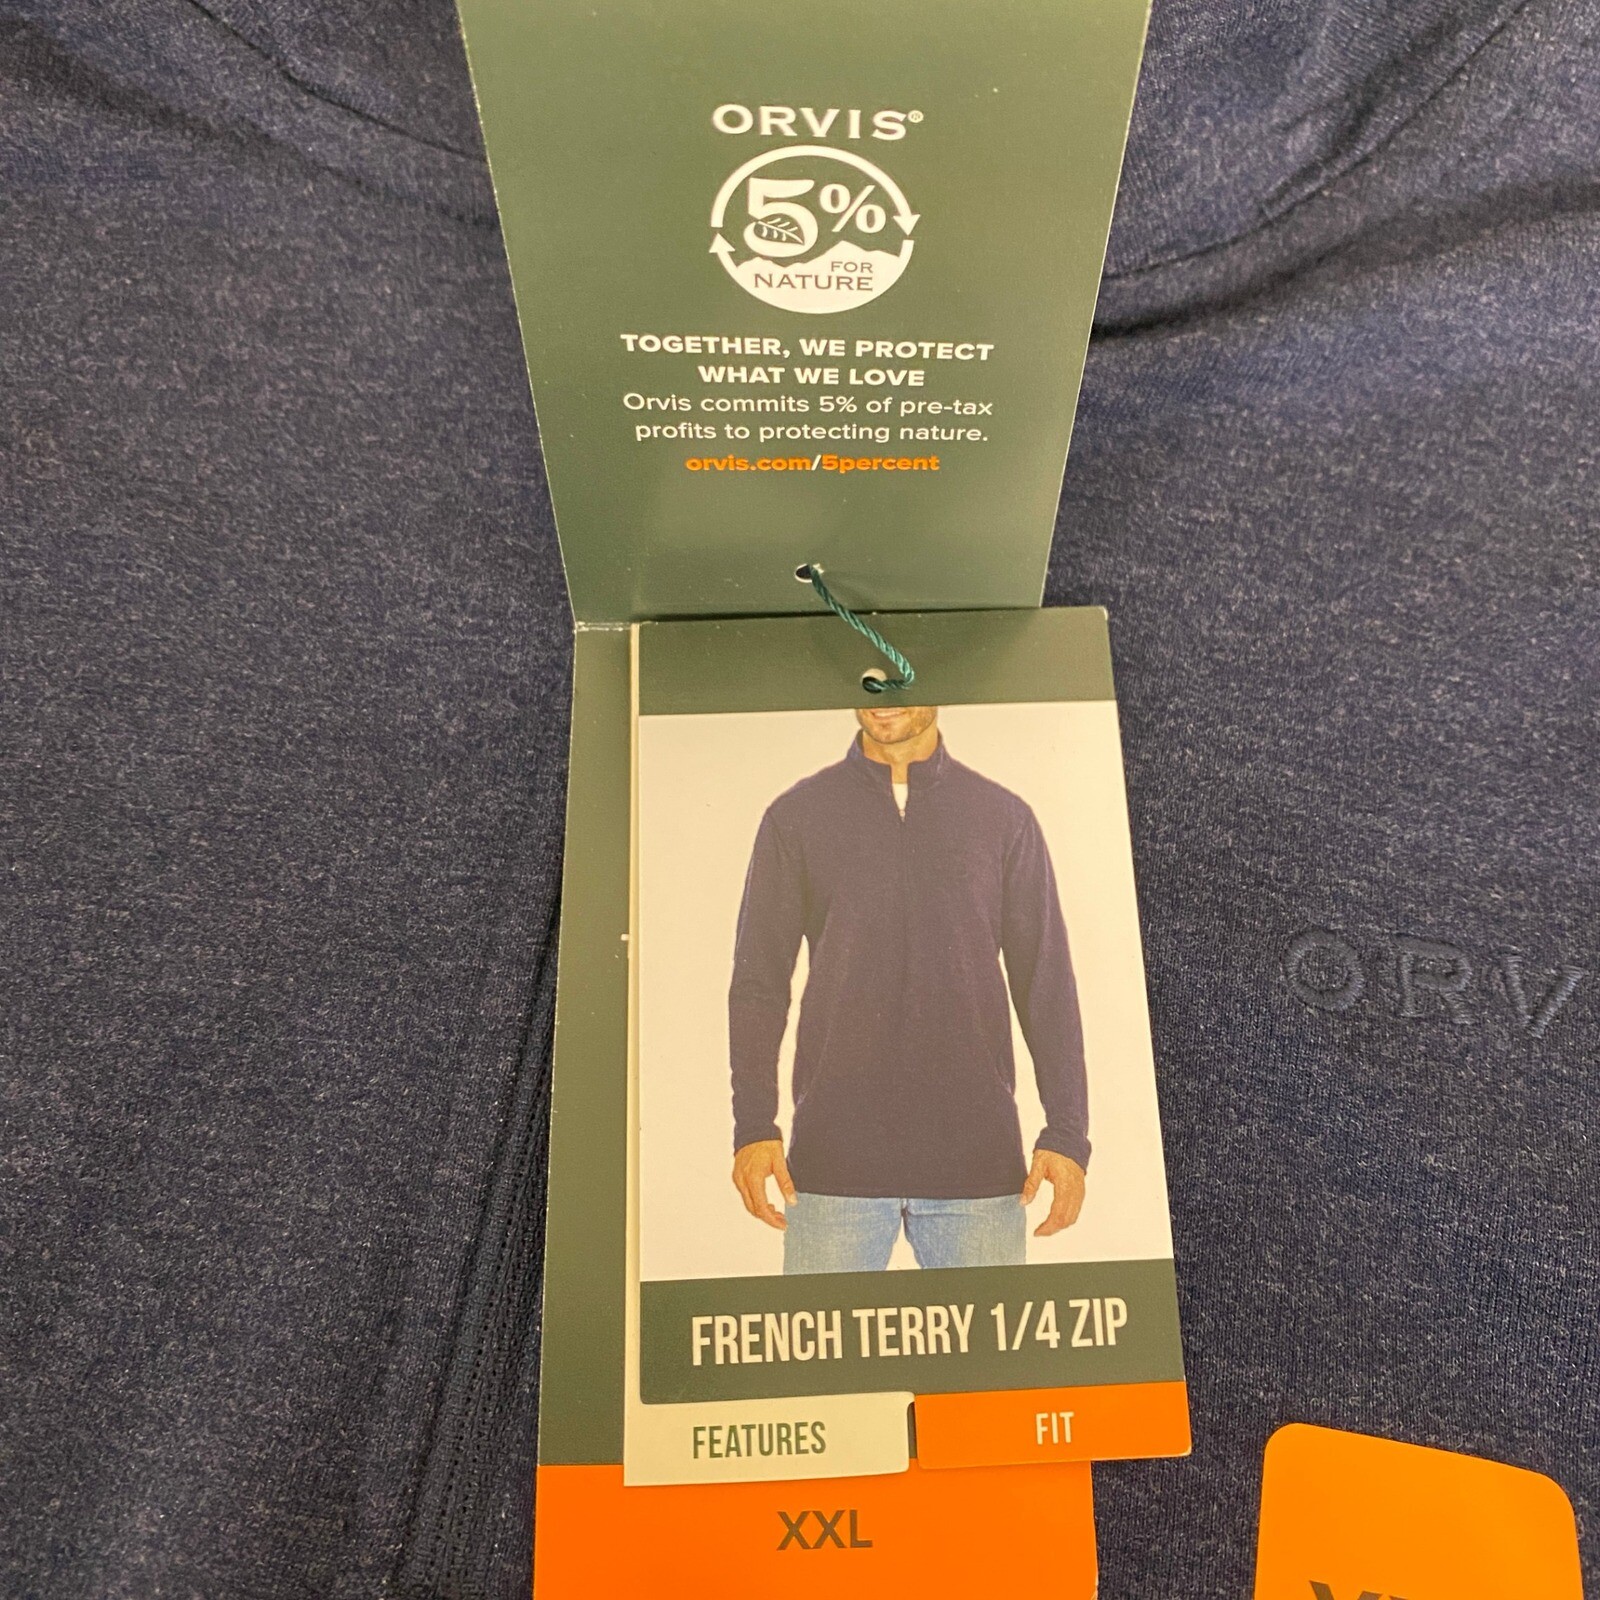 ORVIS®
5%
FOR
NATURE
TOGETHER, WE PROTECT
WHAT WE LOVE
Orvis commits 5% of pre-tax
profits to protecting nature.
orvis.com/5percent
ORV
FRENCH TERRY 1/4 ZIP
FEATURES
FIT
XXL